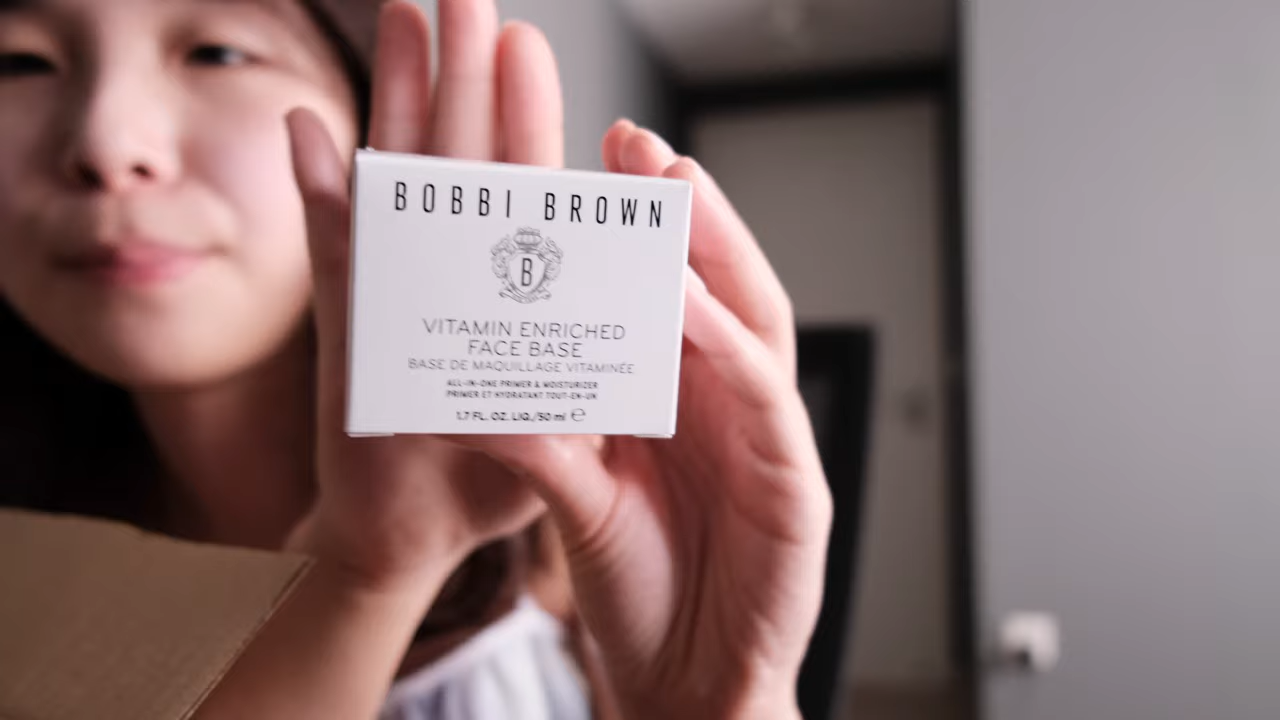 BOBBI BROWN
B
VITAMIN ENRICHED
FACE BASE
BASE DE MAQUILLAGE VITAMINÉE
ALL-IN-ONE PRIMER & MOISTURIZER
PRIMER ET HYDRATANT TOUT-EN-UN
1.7 FL. OZ. LIQ./50 ml ℮